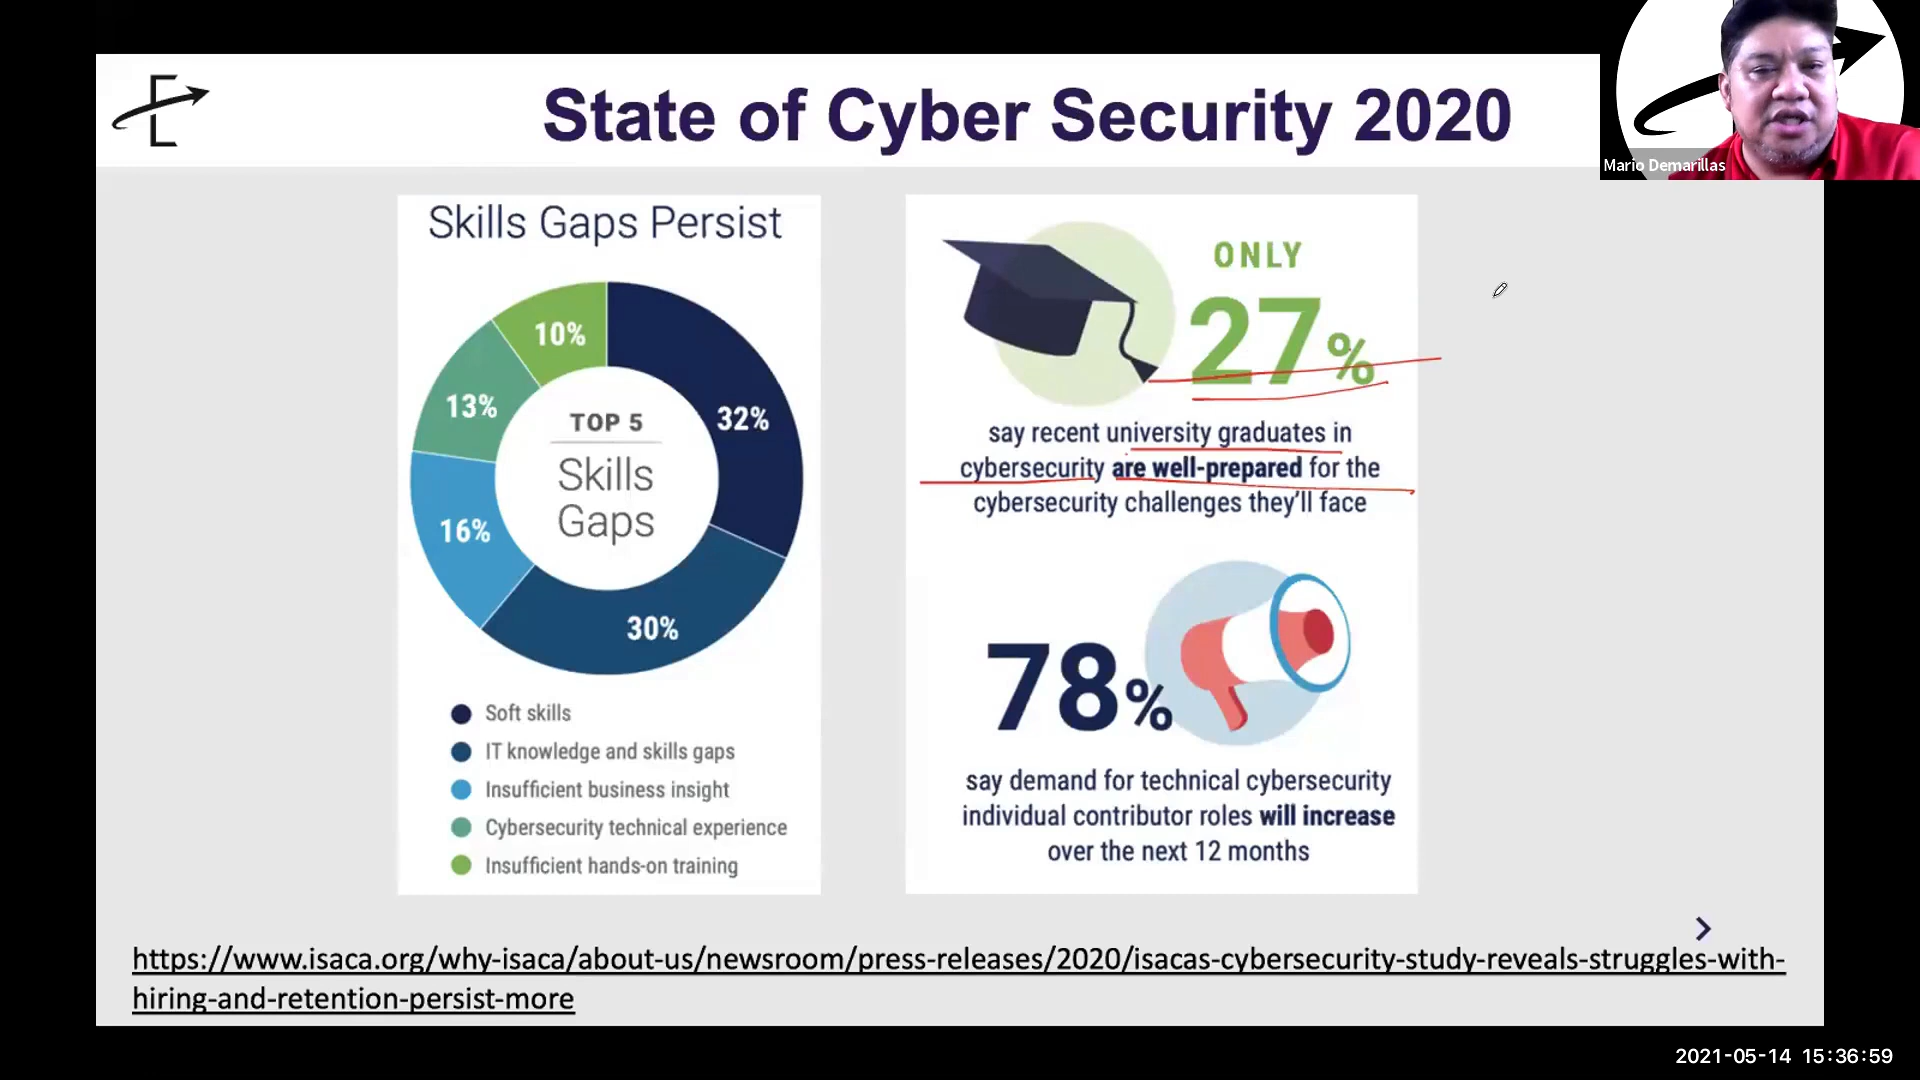 State of Cyber Security 2020
Mario Demarillas
Skills Gaps Persist
10%
13%
32%
16%
30%
TOP 5
Skills
Gaps
Soft skills
IT knowledge and skills gaps
Insufficient business insight
Cybersecurity technical experience
Insufficient hands-on training
ONLY
27%
say recent university graduates in
cybersecurity are well-prepared for the
cybersecurity challenges they'll face
78%
say demand for technical cybersecurity
individual contributor roles will increase
over the next 12 months
https://www.isaca.org/why-isaca/about-us/newsroom/press-releases/2020/isacas-cybersecurity-study-reveals-struggles-with-
hiring-and-retention-persist-more
2021-05-14 15:36:59